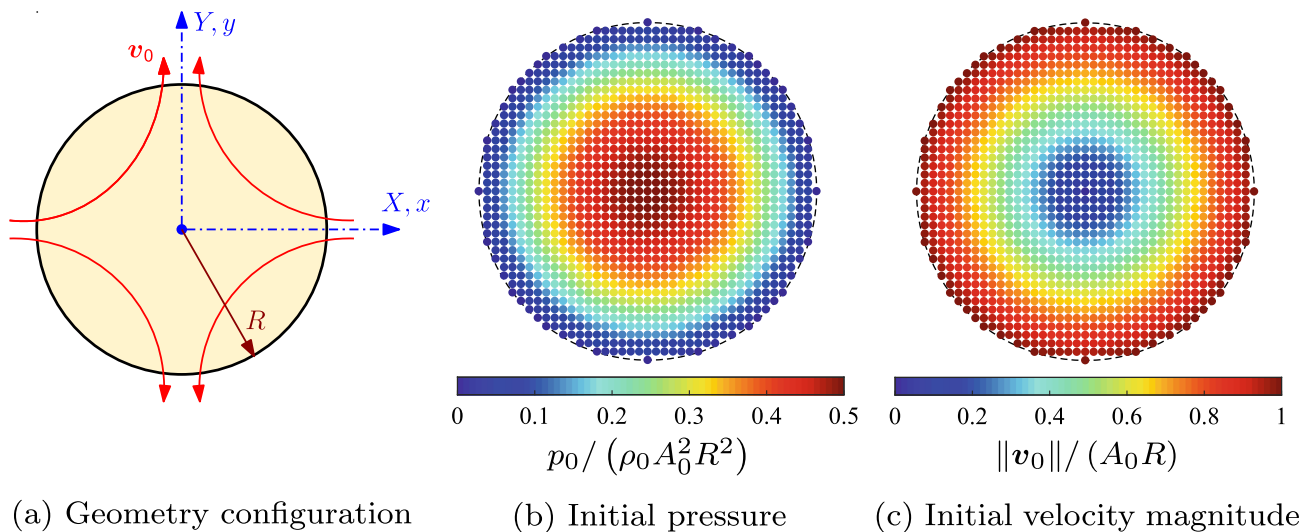 Y, y
v₀
X, x
R
0 0.1 0.2 0.3 0.4 0.5
p₀/ (ρ₀A₀²R²)
0 0.2 0.4 0.6 0.8 1
‖v₀‖/ (A₀R)
(a) Geometry configuration
(b) Initial pressure
(c) Initial velocity magnitude